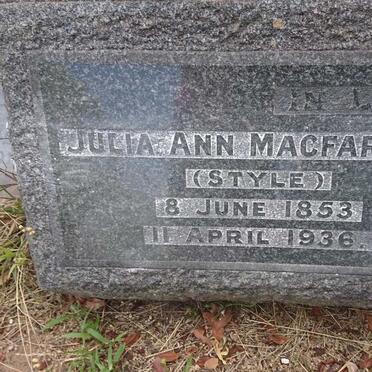 IN L
JULIA ANN MACFAR
(STYLE)
8 JUNE 1853
11 APRIL 1936.